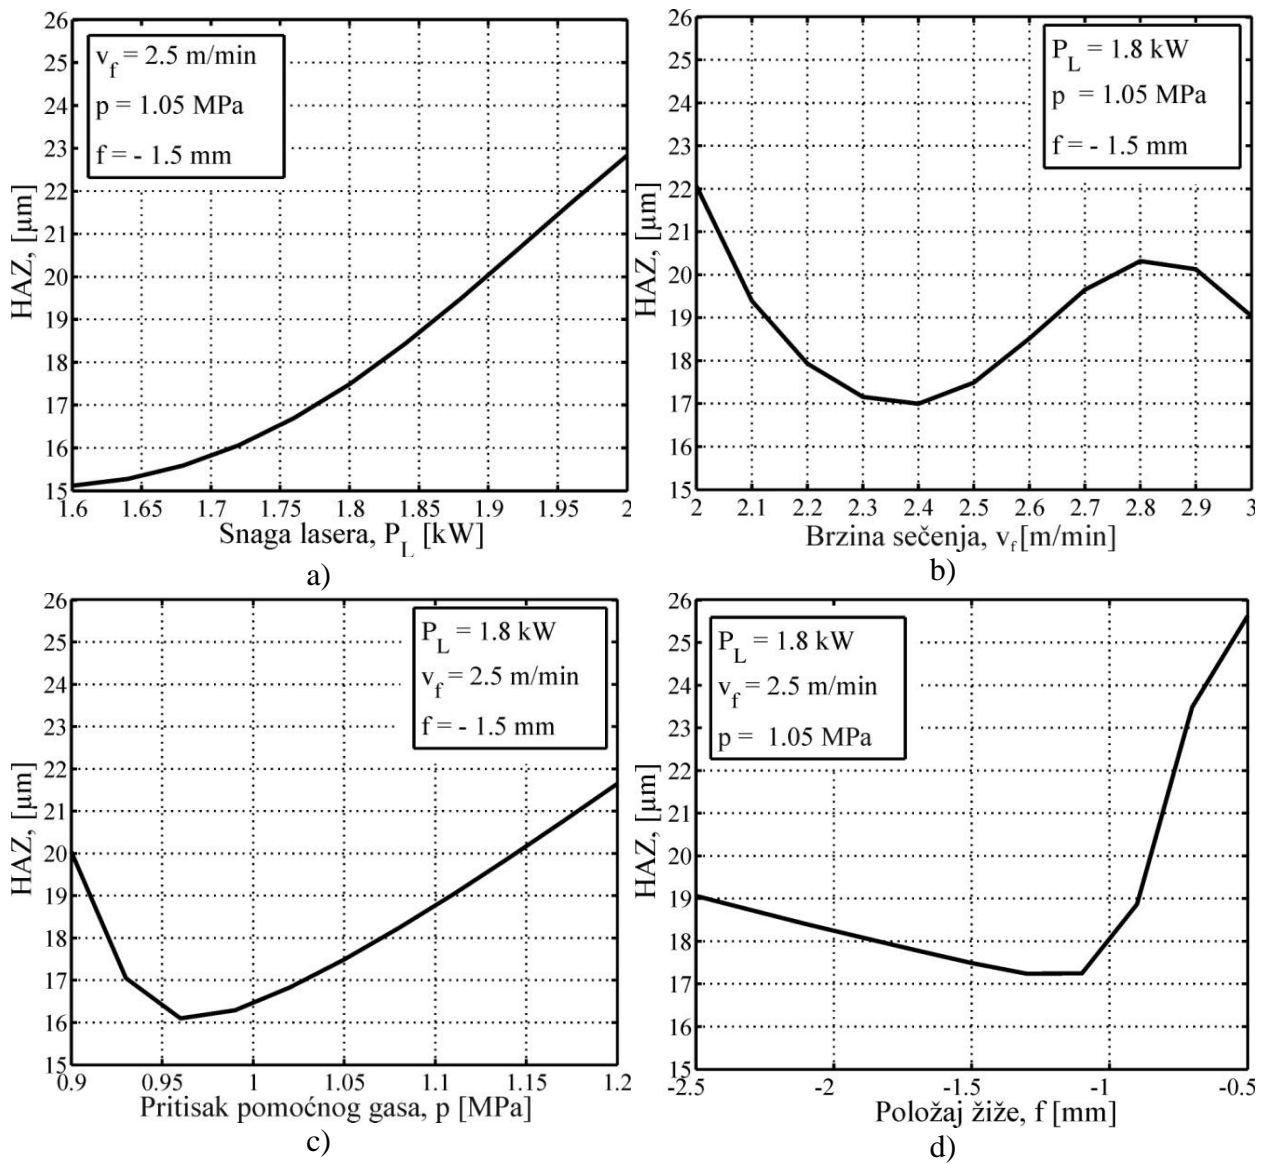 26
25
24
23
22
21
20
19
18
17
16
15
HAZ, [μm]
v_f = 2.5 m/min
p = 1.05 MPa
f = - 1.5 mm
1.6 1.65 1.7 1.75 1.8 1.85 1.9 1.95 2
Snaga lasera, P_L [kW]
a)
26
25
24
23
22
21
20
19
18
17
16
15
HAZ, [μm]
P_L = 1.8 kW
p = 1.05 MPa
f = - 1.5 mm
2 2.1 2.2 2.3 2.4 2.5 2.6 2.7 2.8 2.9 3
Brzina sečenja, v_f [m/min]
b)
26
25
24
23
22
21
20
19
18
17
16
15
HAZ, [μm]
P_L = 1.8 kW
v_f = 2.5 m/min
f = - 1.5 mm
0.9 0.95 1 1.05 1.1 1.15 1.2
Pritisak pomoćnog gasa, p [MPa]
c)
26
25
24
23
22
21
20
19
18
17
16
15
HAZ, [μm]
P_L = 1.8 kW
v_f = 2.5 m/min
p = 1.05 MPa
-2.5 -2 -1.5 -1 -0.5
Položaj žiže, f [mm]
d)